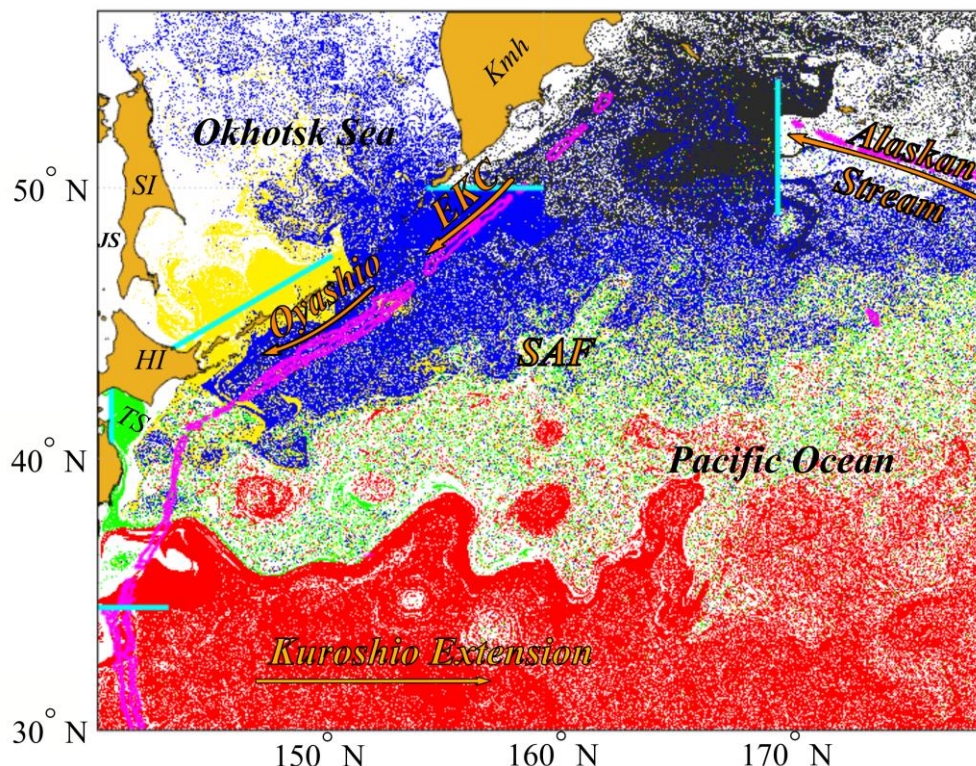 Kmh
Okhotsk Sea
Alaskan
Stream
50° N
SI
EKC
JS
Oyashio
HI
SAF
TS
40° N
Pacific Ocean
Kuroshio Extension
30° N
150° N
160° N
170° N